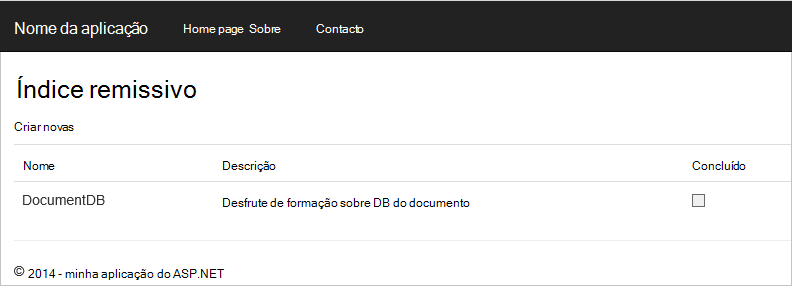 Nome da aplicação Home page Sobre Contacto
Índice remissivo
Criar novas
Nome Descrição Concluído
DocumentDB Desfrute de formação sobre DB do documento
© 2014 - minha aplicação do ASP.NET